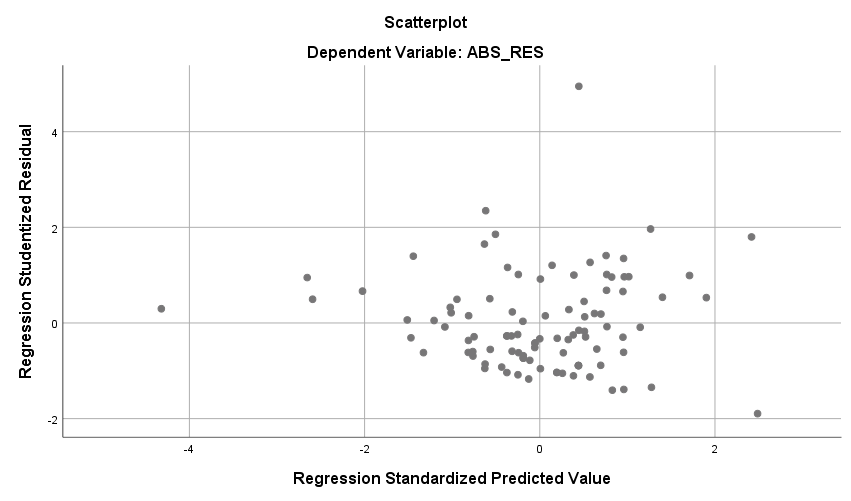 Scatterplot
Dependent Variable: ABS_RES
Regression Studentized Residual
4
2
0
-2
-4
-2
0
2
Regression Standardized Predicted Value